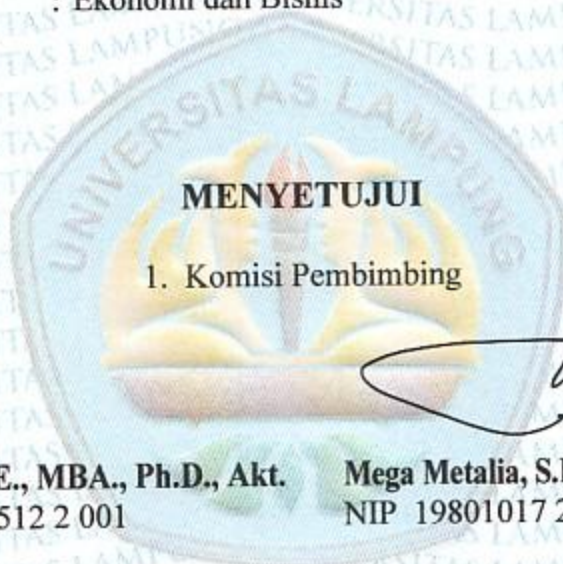 : Ekonomi dan Bisnis
UNIVERSITAS LAMPUNG
MENYETUJUI
1. Komisi Pembimbing
E., MBA., Ph.D., Akt. Mega Metalia, S.
512 2 001 NIP 19801017 2